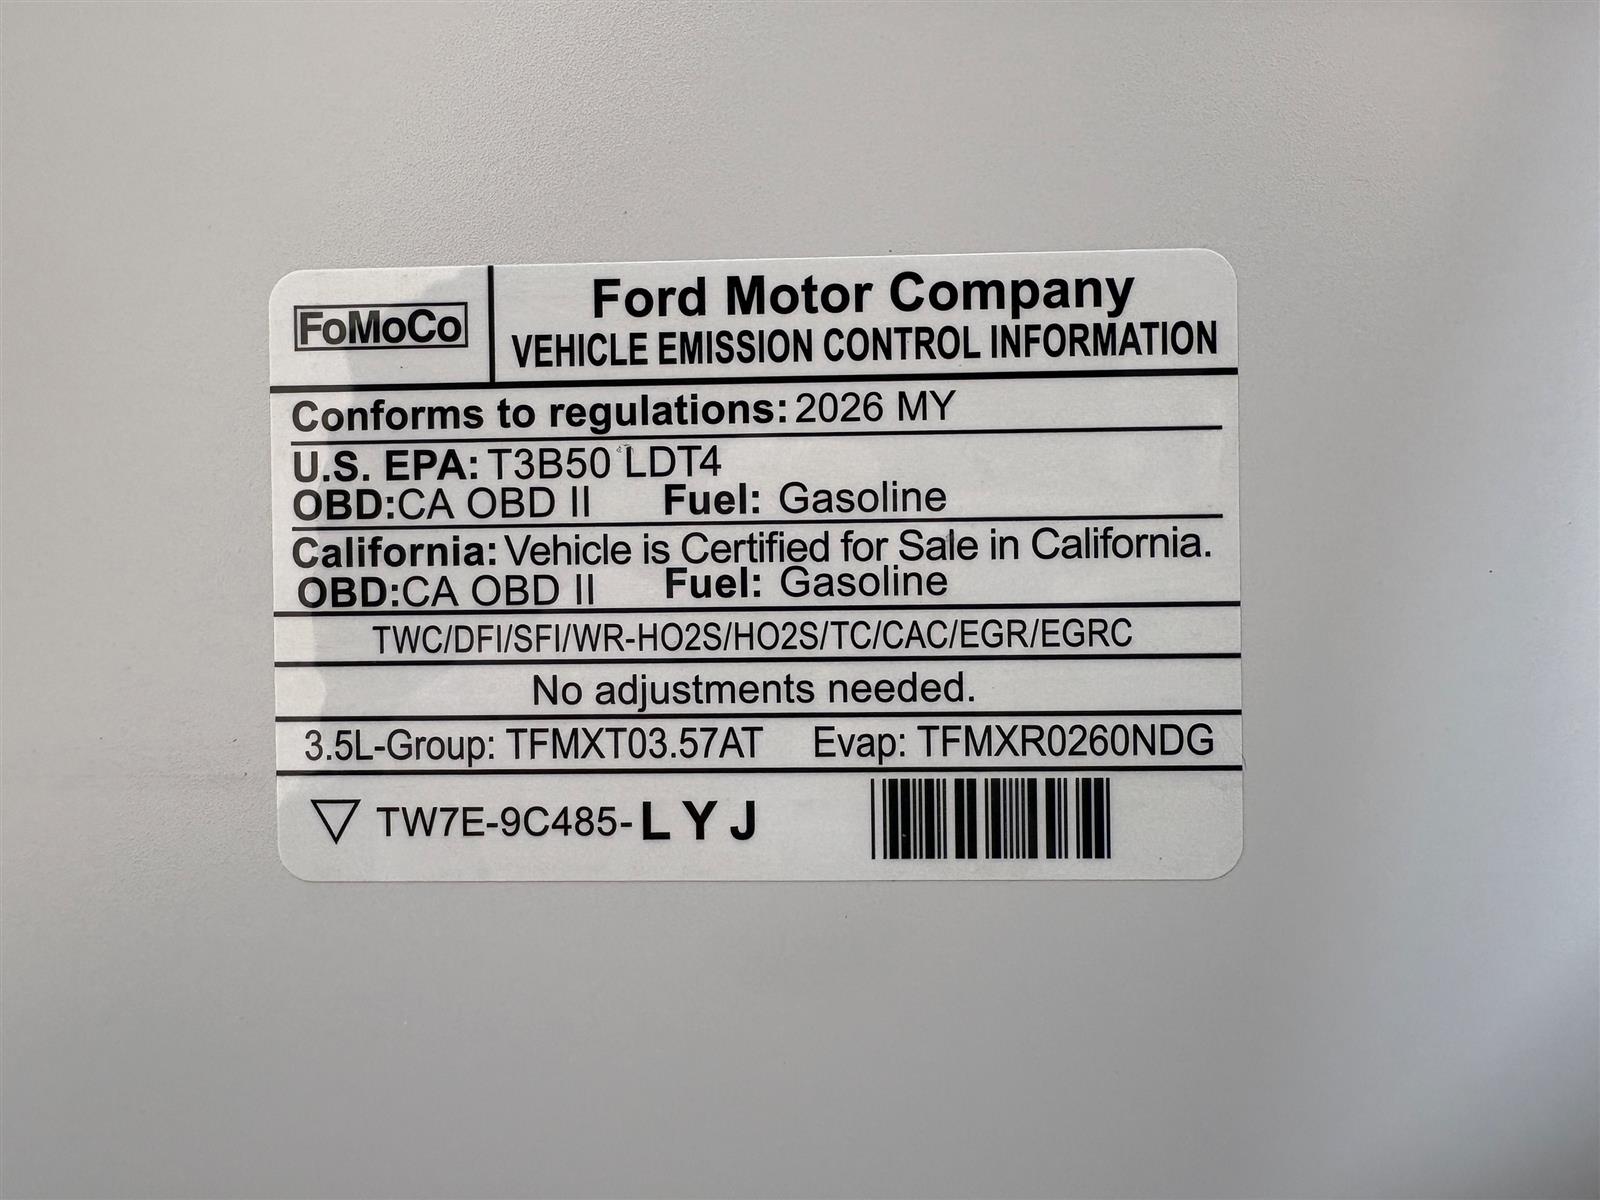 FoMoCo
Ford Motor Company
VEHICLE EMISSION CONTROL INFORMATION
Conforms to regulations: 2026 MY
U.S. EPA: T3B50 LDT4
OBD:CA OBD II Fuel: Gasoline
California: Vehicle is Certified for Sale in California.
OBD:CA OBD II Fuel: Gasoline
TWC/DFI/SFI/WR-HO2S/HO2S/TC/CAC/EGR/EGRC
No adjustments needed.
3.5L-Group: TFMXT03.57AT Evap: TFMXR0260NDG
TW7E-9C485-LYJ